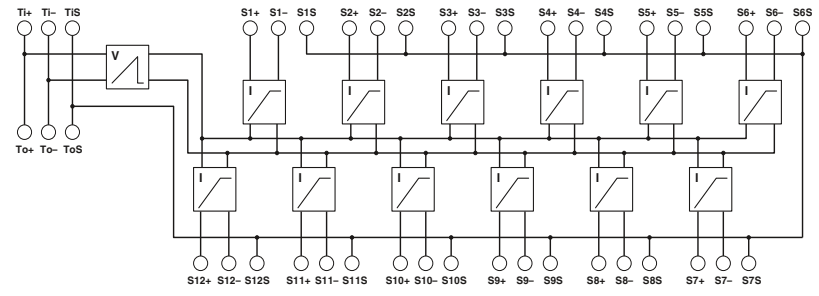 Ti+ Ti– TiS S1+ S1– S1S S2+ S2– S2S S3+ S3– S3S S4+ S4– S4S S5+ S5– S5S S6+ S6– S6S
V
I I I I I I
To+ To– ToS
I I I I I I
S12+ S12– S12S S11+ S11– S11S S10+ S10– S10S S9+ S9– S9S S8+ S8– S8S S7+ S7– S7S